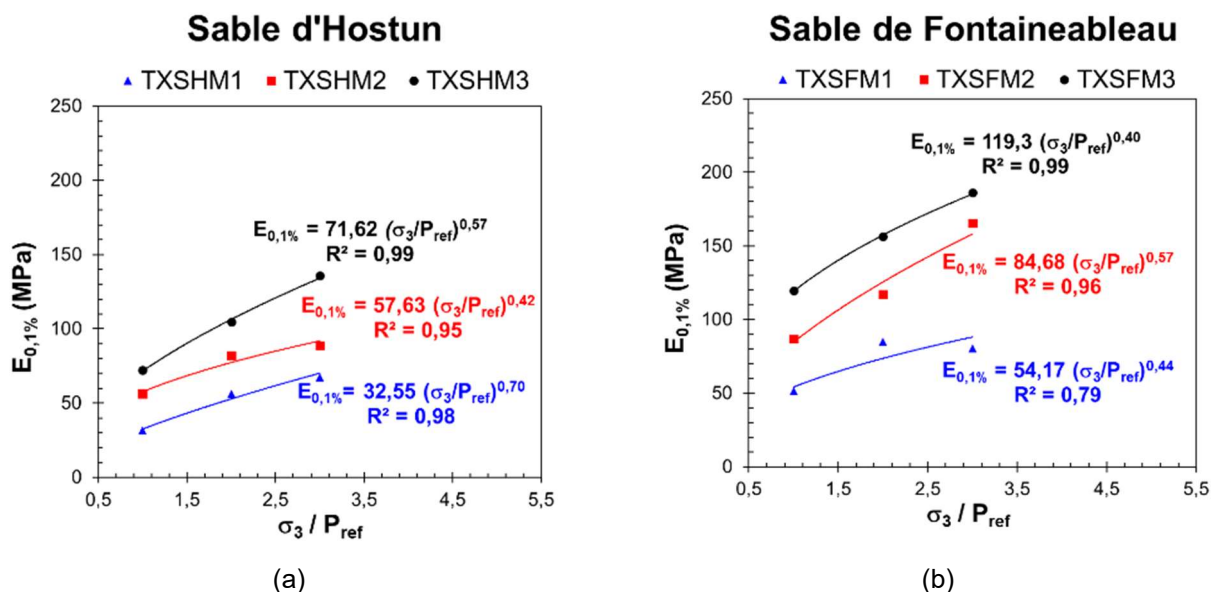 Sable d'Hostun
TXSHM1 TXSHM2 TXSHM3
250
200
150
100
50
0
E0,1% (MPa)
E0,1% = 71,62 (σ3/Pref)0,57
R² = 0,99
E0,1% = 57,63 (σ3/Pref)0,42
R² = 0,95
E0,1%= 32,55 (σ3/Pref)0,70
R² = 0,98
0,5 1,5 2,5 3,5 4,5 5,5
σ3 / Pref
(a)
Sable de Fontaineableau
TXSFM1 TXSFM2 TXSFM3
250
200
150
100
50
0
E0,1% (MPa)
E0,1% = 119,3 (σ3/Pref)0,40
R² = 0,99
E0,1% = 84,68 (σ3/Pref)0,57
R² = 0,96
E0,1% = 54,17 (σ3/Pref)0,44
R² = 0,79
0,5 1,5 2,5 3,5 4,5 5,5
σ3 / Pref
(b)